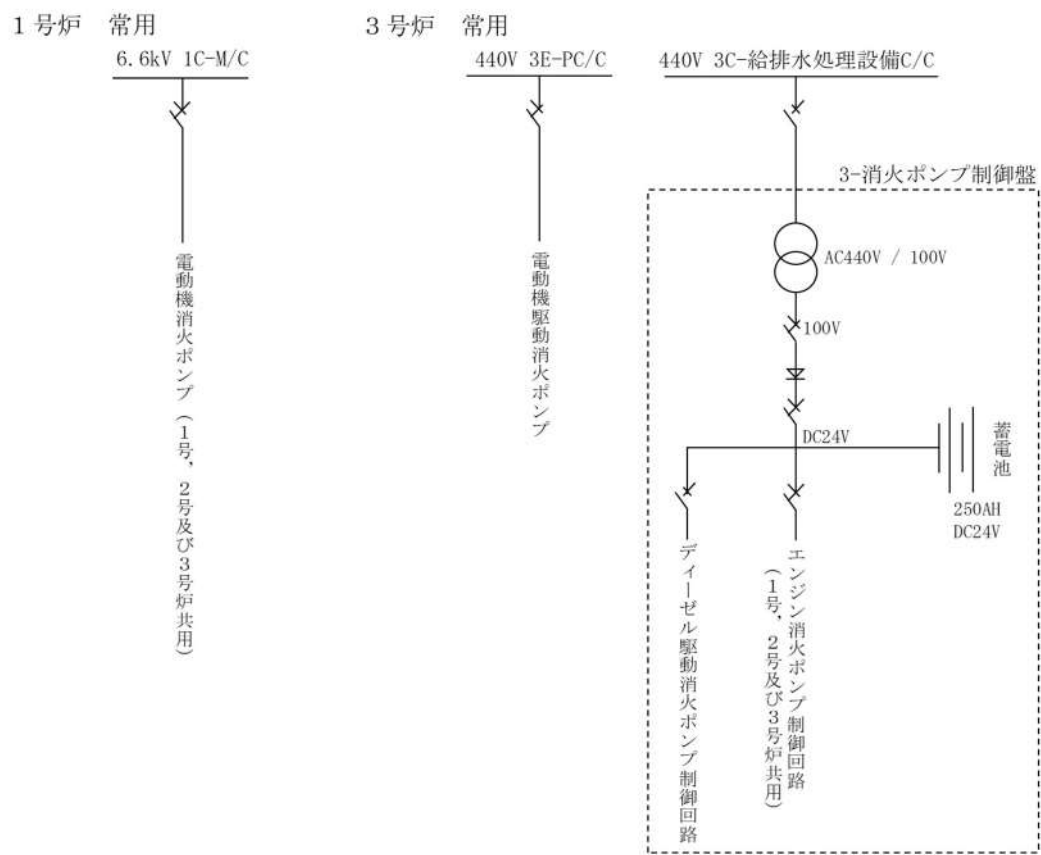 1号炉 常用
6.6kV 1C-M/C
電動機消火ポンプ(1号,2号及び3号炉共用)
3号炉 常用
440V 3E-PC/C
電動機駆動消火ポンプ
440V 3C-給排水処理設備C/C
3-消火ポンプ制御盤
AC440V / 100V
100V
DC24V
蓄電池
250AH
DC24V
ディーゼル駆動消火ポンプ制御回路
エンジン消火ポンプ制御回路
(1号,2号及び3号炉共用)